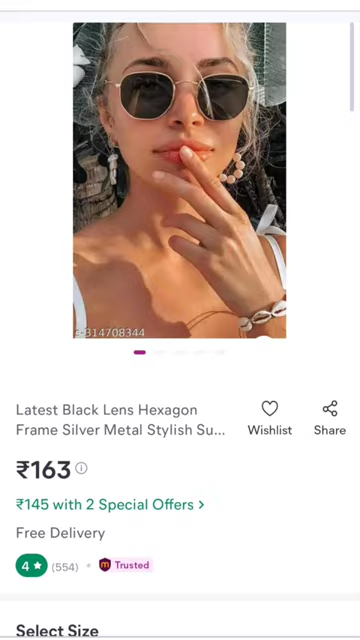 c-314708344
Latest Black Lens Hexagon
Frame Silver Metal Stylish Su...
Wishlist
Share
₹163
₹145 with 2 Special Offers >
Free Delivery
4 ★ (554) • m Trusted
Select Size